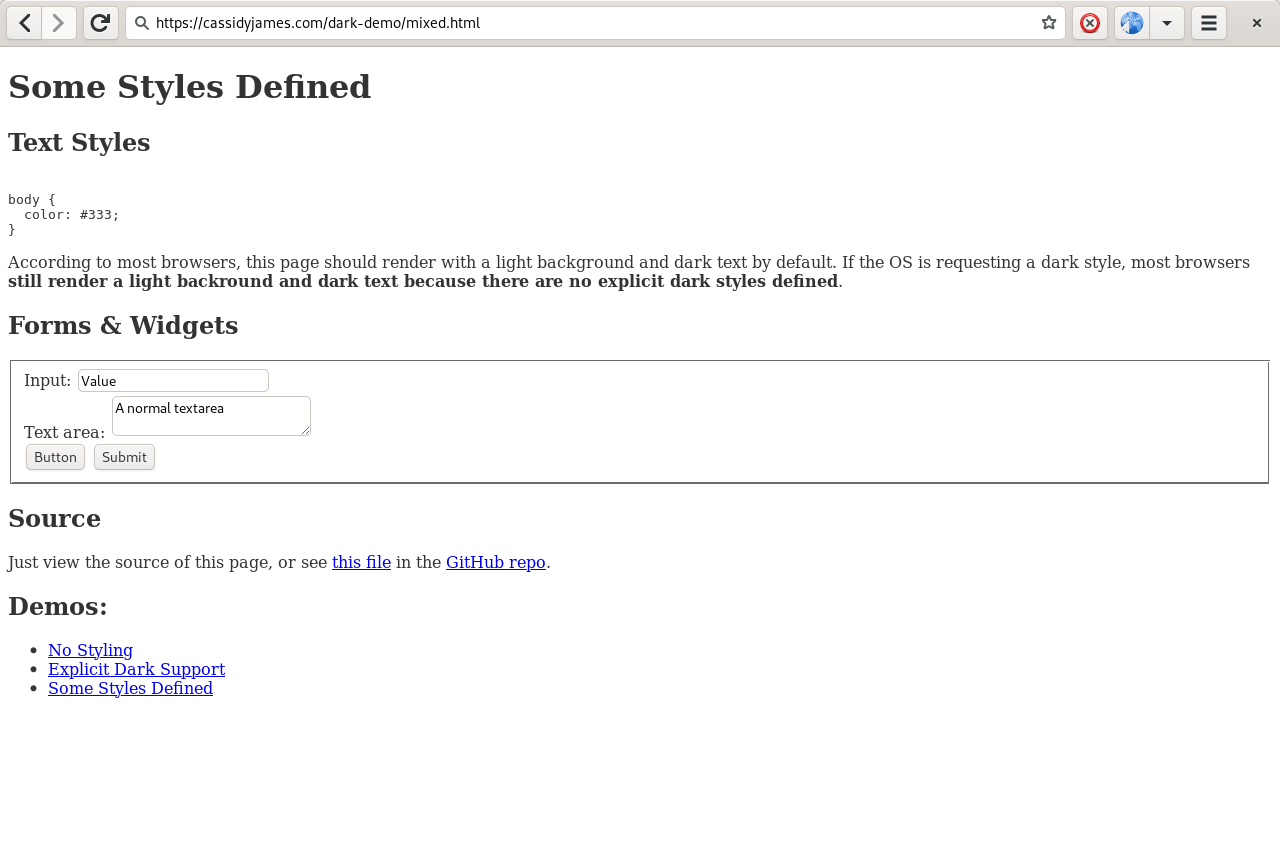 https://cassidyjames.com/dark-demo/mixed.html
Some Styles Defined
Text Styles
body {
  color: #333;
}
According to most browsers, this page should render with a light background and dark text by default. If the OS is requesting a dark style, most browsers
still render a light backround and dark text because there are no explicit dark styles defined.
Forms & Widgets
Input: Value
Text area: A normal textarea
Button Submit
Source
Just view the source of this page, or see this file in the GitHub repo.
Demos:
• No Styling
• Explicit Dark Support
• Some Styles Defined